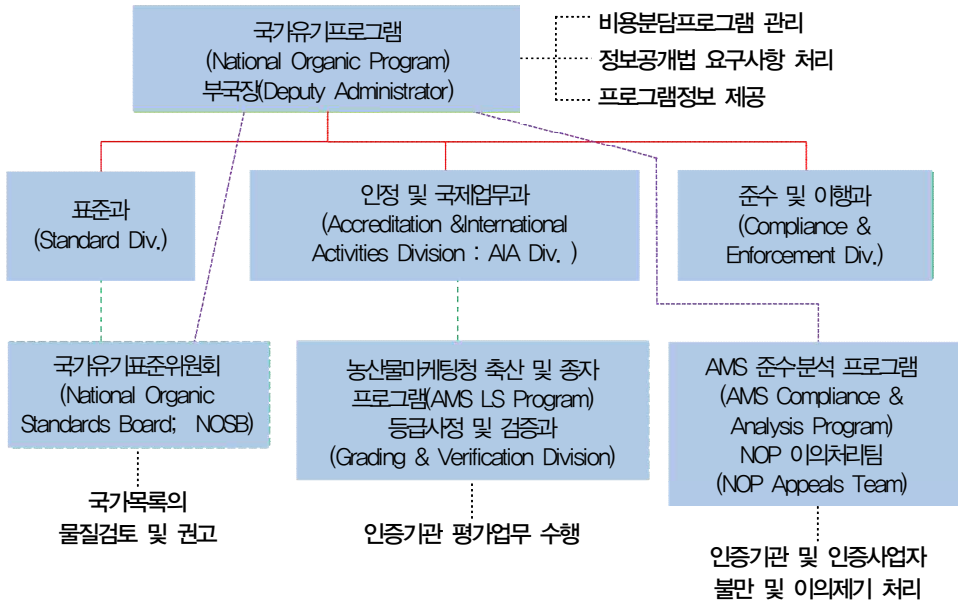 국가유기프로그램
(National Organic Program)
부국장(Deputy Administrator)
비용분담프로그램 관리
정보공개법 요구사항 처리
프로그램정보 제공
표준과
(Standard Div.)
인정 및 국제업무과
(Accreditation &International
Activities Division : AIA Div. )
준수 및 이행과
(Compliance &
Enforcement Div.)
국가유기표준위원회
(National Organic
Standards Board; NOSB)
농산물마케팅청 축산 및 종자
프로그램(AMS LS Program)
등급사정 및 검증과
(Grading & Verification Division)
AMS 준수분석 프로그램
(AMS Compliance &
Analysis Program)
NOP 이의처리팀
(NOP Appeals Team)
국가목록의
물질검토 및 권고
인증기관 평가업무 수행
인증기관 및 인증사업자
불만 및 이의제기 처리